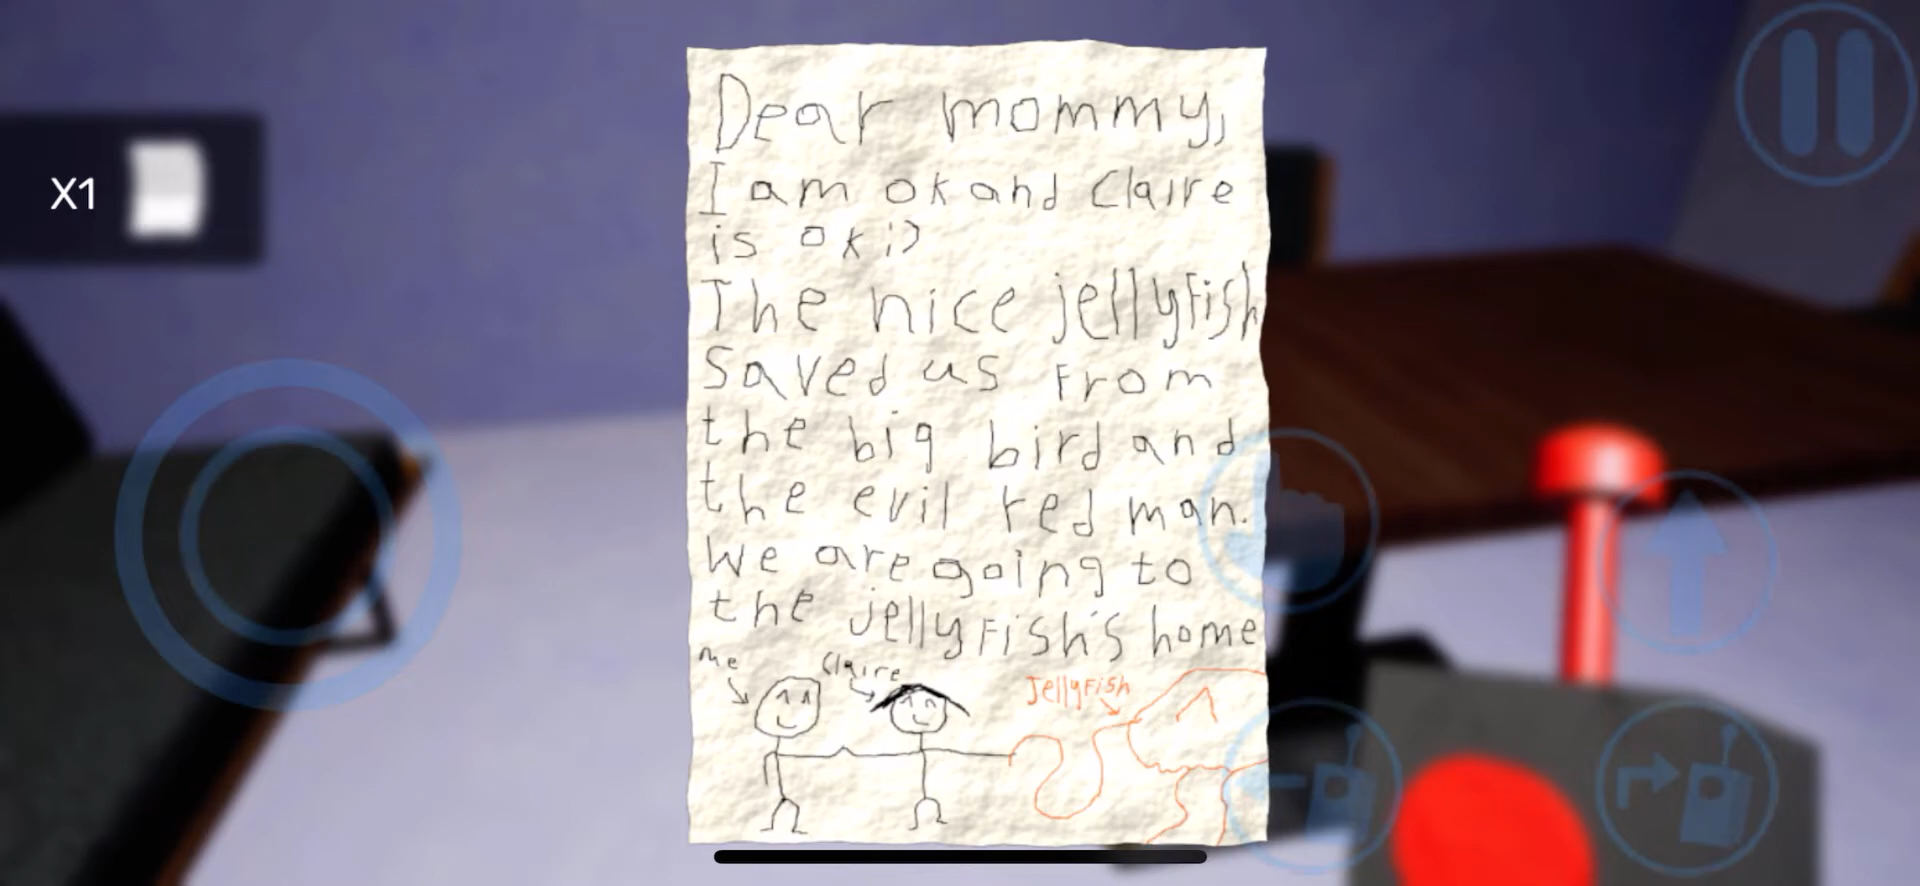 X1
Dear mommy,
I am ok and Claire
is ok :)
The nice jellyfish
saved us from
the big bird and
the evil red man.
We are going to
the jellyfish's home
me
Claire
Jellyfish